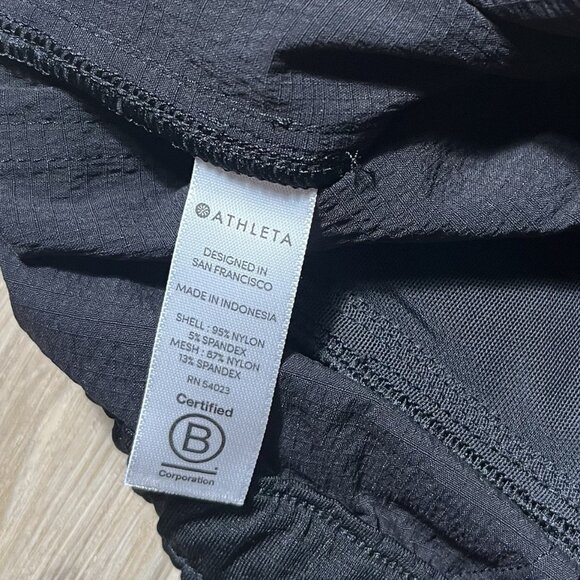 ATHLETA
DESIGNED IN
SAN FRANCISCO
MADE IN INDONESIA
SHELL : 95% NYLON
5% SPANDEX
MESH : 87% NYLON
13% SPANDEX
RN 54023
Certified
B
Corporation